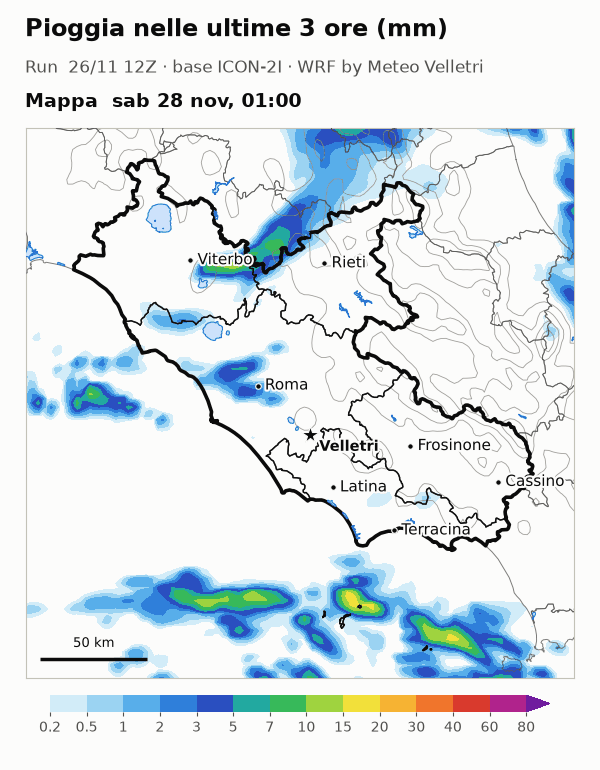 Pioggia nelle ultime 3 ore (mm)
Run  26/11 12Z · base ICON-2I · WRF by Meteo Velletri
Mappa  sab 28 nov, 01:00
Viterbo
Rieti
Roma
Velletri
Frosinone
Latina
Cassino
Terracina
50 km
0.2 0.5 1 2 3 5 7 10 15 20 30 40 60 80